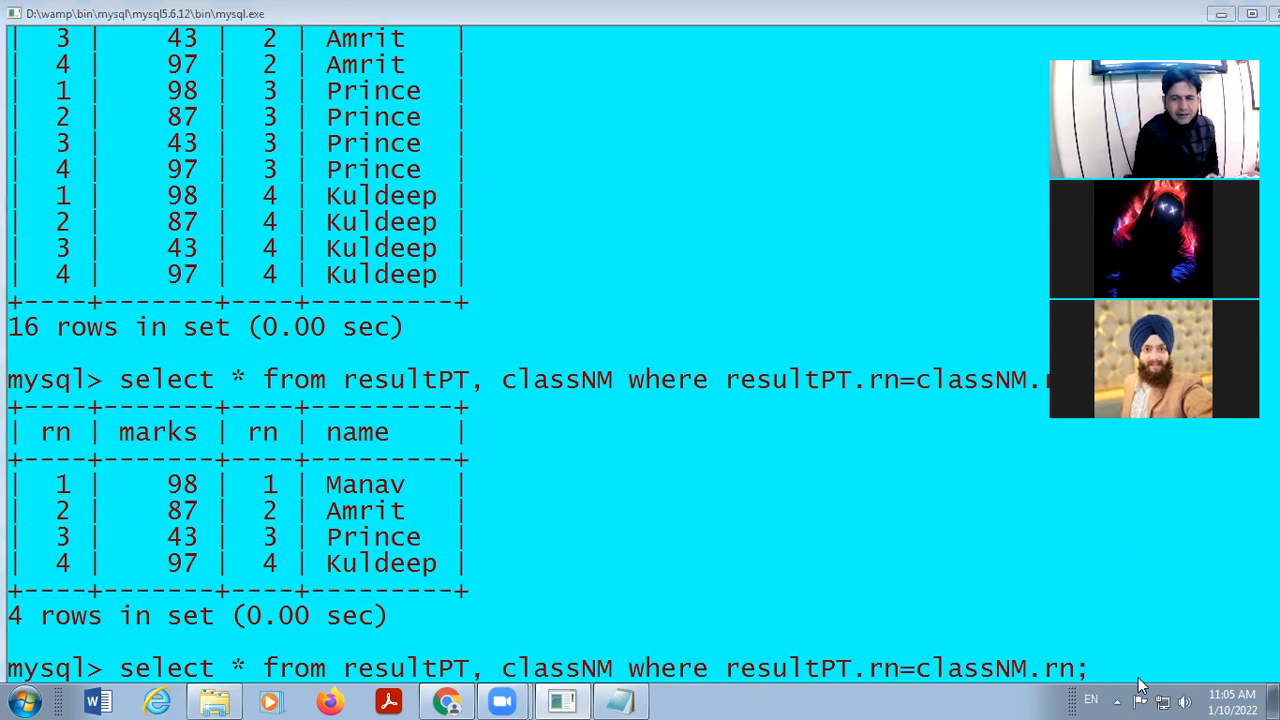 D:\wamp\bin\mysql\mysql5.6.12\bin\mysql.exe
| 3 | 43 | 2 | Amrit |
| 4 | 97 | 2 | Amrit |
| 1 | 98 | 3 | Prince |
| 2 | 87 | 3 | Prince |
| 3 | 43 | 3 | Prince |
| 4 | 97 | 3 | Prince |
| 1 | 98 | 4 | Kuldeep |
| 2 | 87 | 4 | Kuldeep |
| 3 | 43 | 4 | Kuldeep |
| 4 | 97 | 4 | Kuldeep |
+----+-------+----+---------+
16 rows in set (0.00 sec)
mysql> select * from resultPT, classNM where resultPT.rn=classNM.
+----+-------+----+---------+
| rn | marks | rn | name |
+----+-------+----+---------+
| 1 | 98 | 1 | Manav |
| 2 | 87 | 2 | Amrit |
| 3 | 43 | 3 | Prince |
| 4 | 97 | 4 | Kuldeep |
+----+-------+----+---------+
4 rows in set (0.00 sec)
mysql> select * from resultPT, classNM where resultPT.rn=classNM.rn;
EN
11:05 AM
1/10/2022